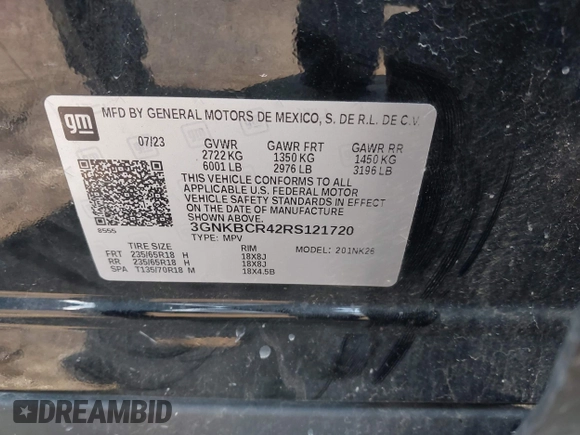 gm
MFD BY GENERAL MOTORS DE MEXICO, S. DE R.L. DE C.V.
07/23 GVWR GAWR FRT GAWR RR
2722 KG 1350 KG 1450 KG
6001 LB 2976 LB 3196 LB
THIS VEHICLE CONFORMS TO ALL
APPLICABLE U.S. FEDERAL MOTOR
VEHICLE SAFETY STANDARDS IN
EFFECT ON THE DATE OF
MANUFACTURE SHOWN ABOVE.
8555 3GNKBCR42RS121720
TYPE: MPV MODEL: 201NK26
TIRE SIZE RIM
FRT 235/65R18 H 18X8J
RR 235/65R18 H 18X8J
SPA T135/70R18 M 18X4.5B
DREAMBID